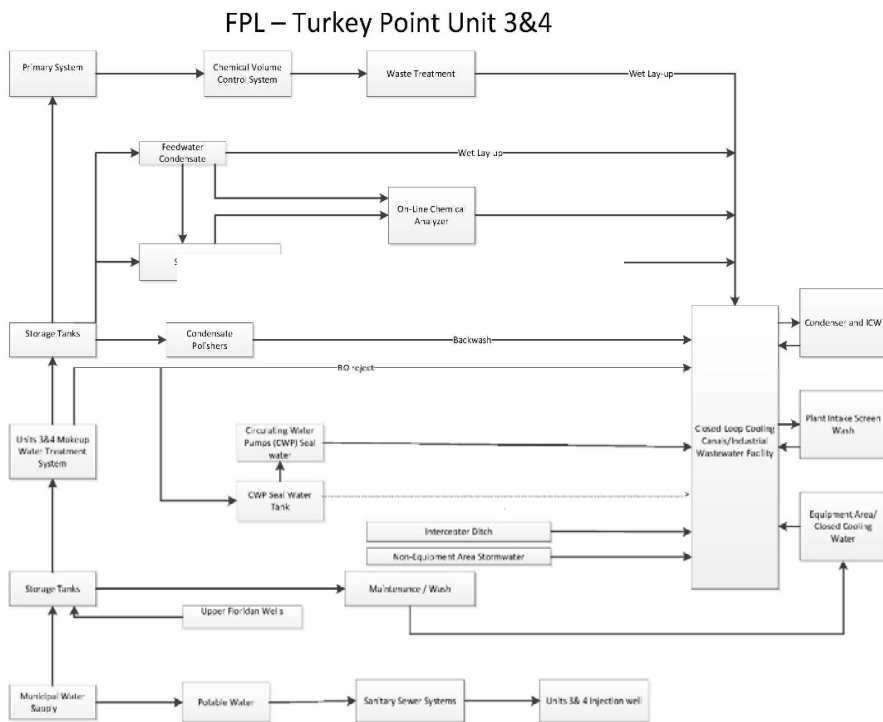 FPL – Turkey Point Unit 3&4
Primary System
Chemical Volume
Control System
Waste Treatment
Wet Lay-up
Feedwater
Condensate
Wet Lay-up
On-Line Chemical
Analyzer
Storage Tanks
Condensate
Polishers
Backwash
Condenser and ICW
RO reject
Units 3&4 Makeup
Water Treatment
System
Circulating Water
Pumps (CWP) Seal
water
Closed Loop Cooling
Canals/Industrial
Wastewater Facility
Plant Intake Screen
Wash
CWP Seal Water
Tank
Equipment Area/
Closed Cooling
Water
Interceptor Ditch
Non-Equipment Area Stormwater
Storage Tanks
Maintenance / Wash
Upper Floridan Wells
Municipal Water
Supply
Potable Water
Sanitary Sewer Systems
Units 3& 4 Injection well